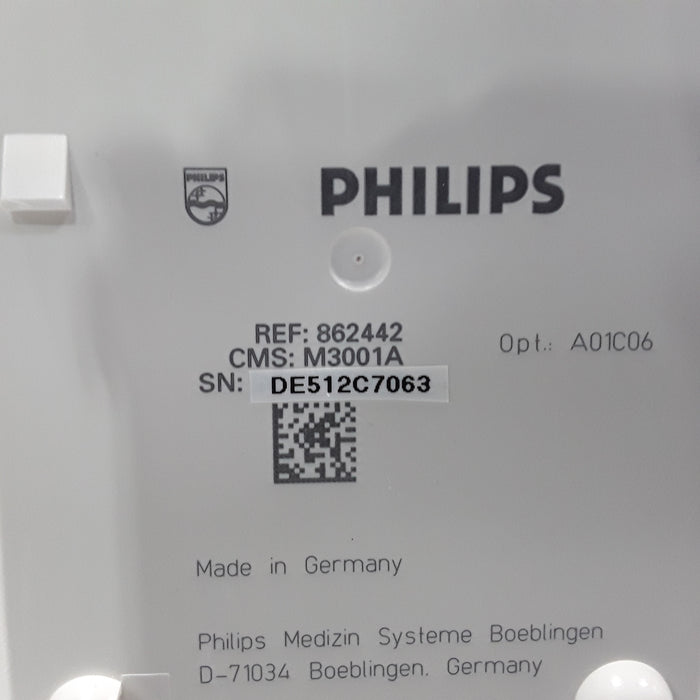 PHILIPS
PHILIPS
REF: 862442
CMS: M3001A
Opt.: A01C06
SN: DE512C7063
Made in Germany
Philips Medizin Systeme Boeblingen
D-71034 Boeblingen. Germany